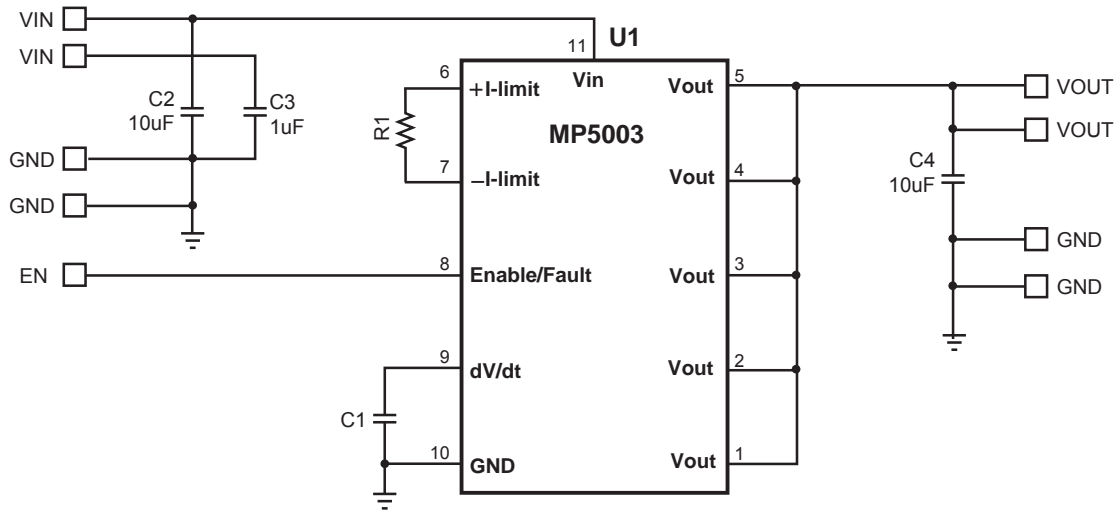 VIN
VIN
C2
10uF
C3
1uF
GND
GND
EN
R1
C1
U1
11
Vin
MP5003
6
+I-limit
7
−I-limit
8
Enable/Fault
9
dV/dt
10
GND
Vout
5
Vout
4
Vout
3
Vout
2
Vout
1
C4
10uF
VOUT
VOUT
GND
GND